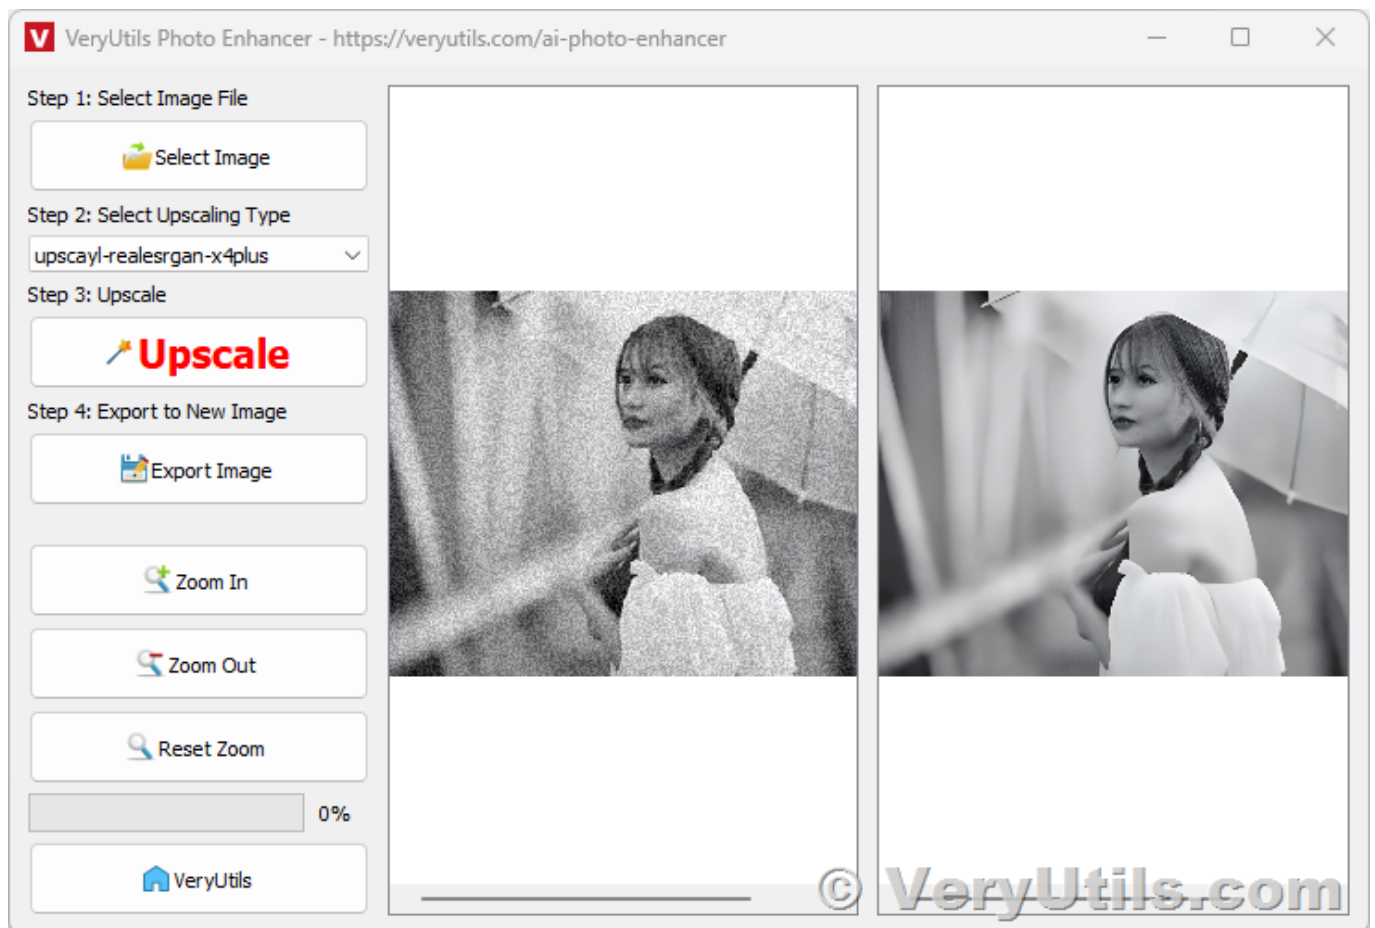 V VeryUtils Photo Enhancer - https://veryutils.com/ai-photo-enhancer
Step 1: Select Image File
Select Image
Step 2: Select Upscaling Type
upscayl-realesrgan-x4plus
Step 3: Upscale
Upscale
Step 4: Export to New Image
Export Image
Zoom In
Zoom Out
Reset Zoom
0%
VeryUtils
© VeryUtils.com